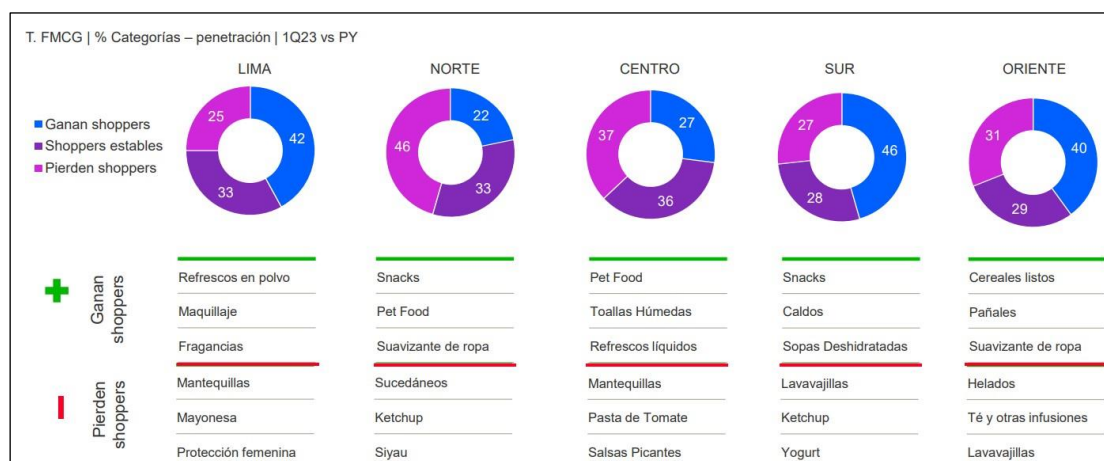 T. FMCG | % Categorías – penetración | 1Q23 vs PY
LIMA NORTE CENTRO SUR ORIENTE
Ganan shoppers
Shoppers estables
Pierden shoppers
25 42 33
46 22 33
37 27 36
27 46 28
31 40 29
Ganan shoppers
Refrescos en polvo Snacks Pet Food Snacks Cereales listos
Maquillaje Pet Food Toallas Húmedas Caldos Pañales
Fragancias Suavizante de ropa Refrescos líquidos Sopas Deshidratadas Suavizante de ropa
Pierden shoppers
Mantequillas Sucedáneos Mantequillas Lavavajillas Helados
Mayonesa Ketchup Pasta de Tomate Ketchup Té y otras infusiones
Protección femenina Siyau Salsas Picantes Yogurt Lavavajillas